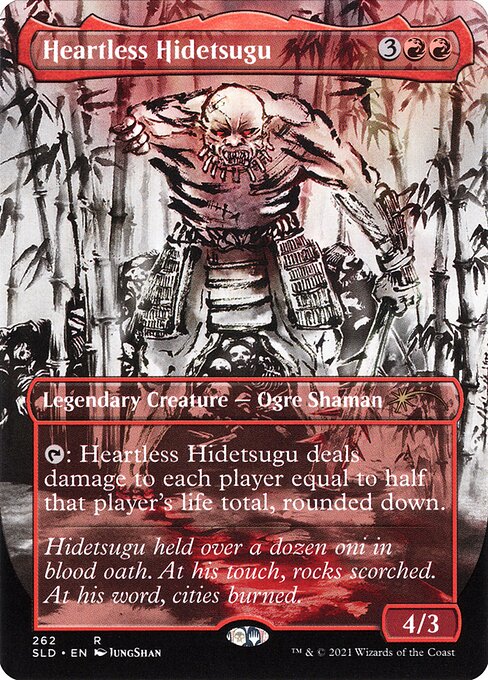 Heartless Hidetsugu 3
Legendary Creature — Ogre Shaman
: Heartless Hidetsugu deals
damage to each player equal to half
that player's life total, rounded down.
Hidetsugu held over a dozen oni in
blood oath. At his touch, rocks scorched.
At his word, cities burned.
4/3
262 R
SLD • EN JungShan
™ & © 2021 Wizards of the Coast